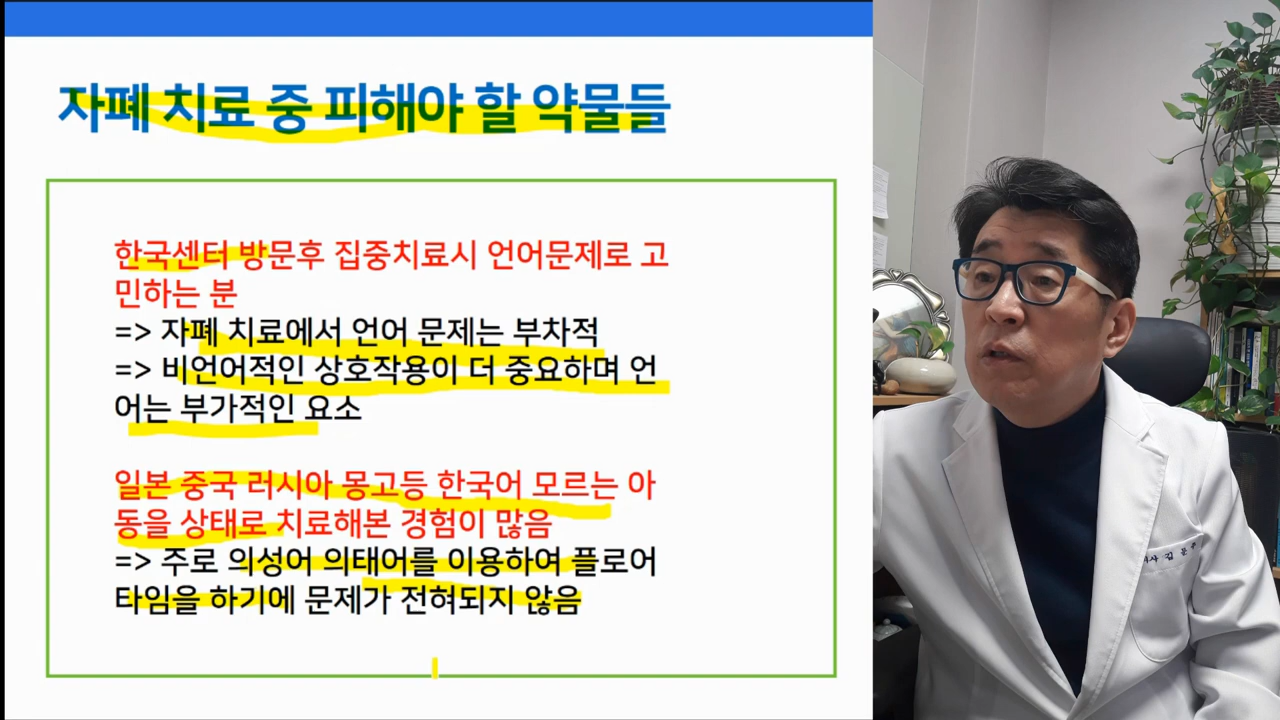 자폐 치료 중 피해야 할 약물들
한국센터 방문후 집중치료시 언어문제로 고
민하는 분
=> 자폐 치료에서 언어 문제는 부차적
=> 비언어적인 상호작용이 더 중요하며 언
어는 부가적인 요소
일본 중국 러시아 몽고등 한국어 모르는 아
동을 상태로 치료해본 경험이 많음
=> 주로 의성어 의태어를 이용하여 플로어
타임을 하기에 문제가 전혀되지 않음